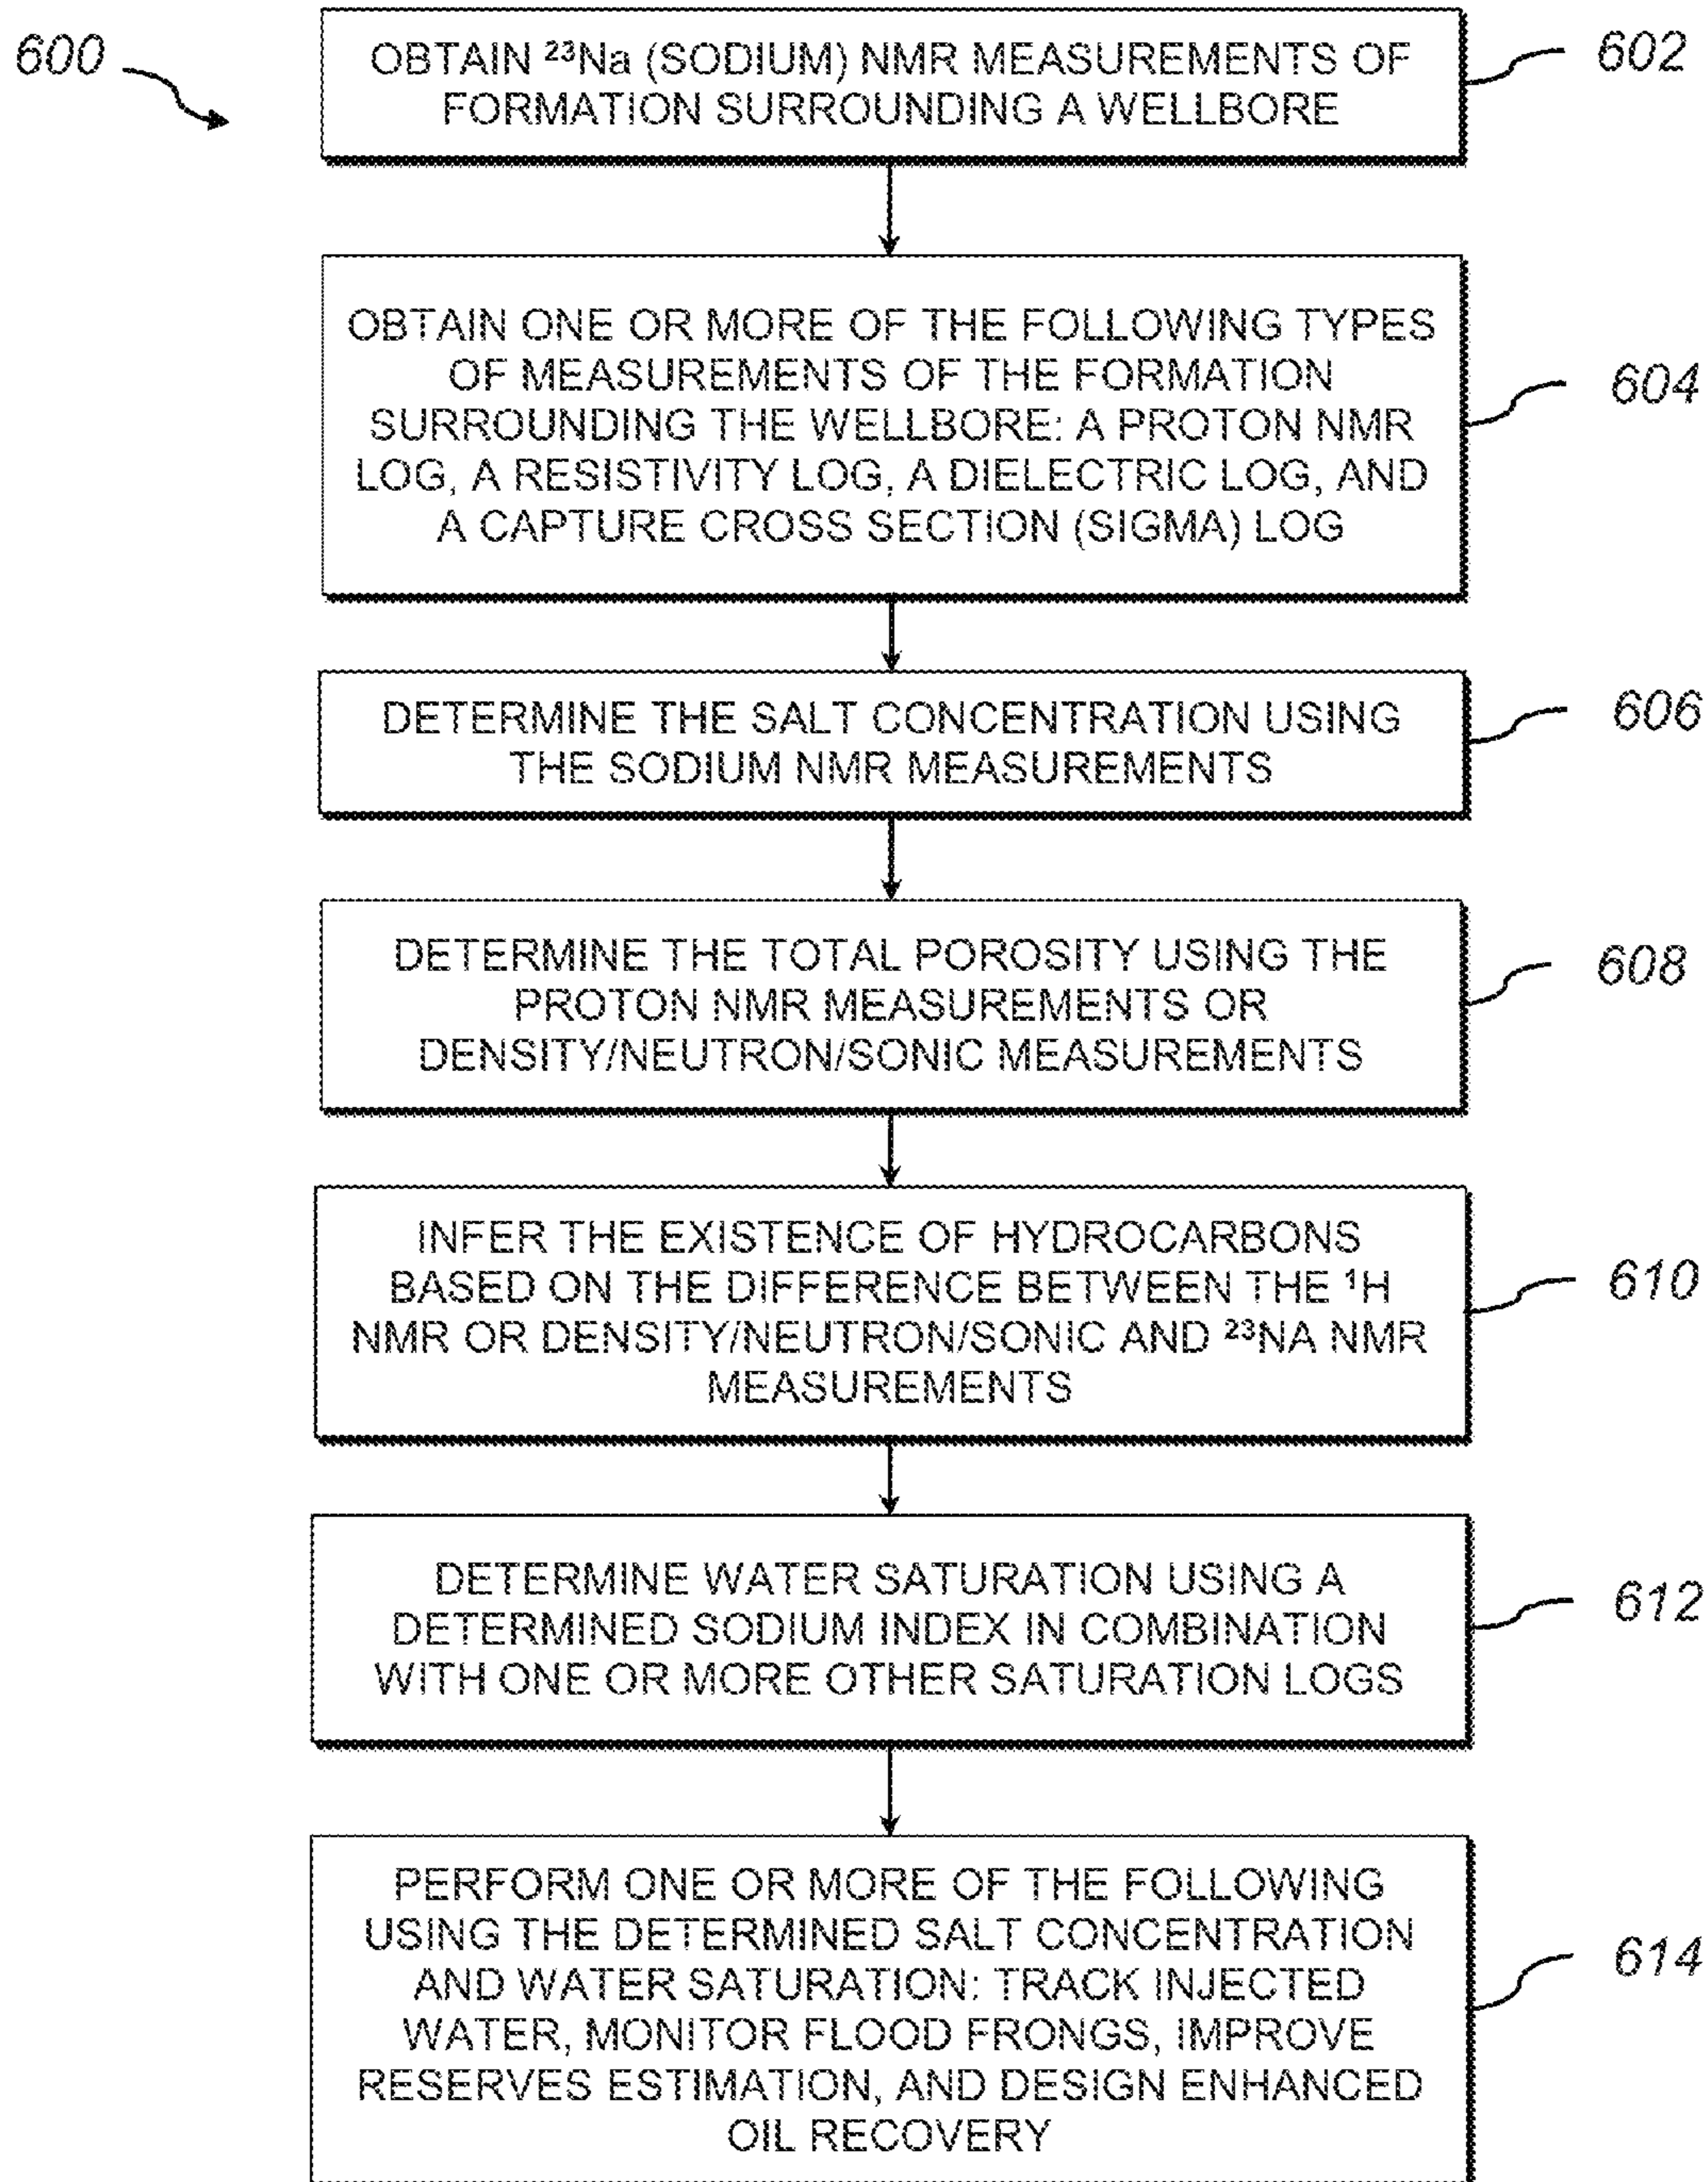 600
OBTAIN ²³Na (SODIUM) NMR MEASUREMENTS OF
FORMATION SURROUNDING A WELLBORE
602
OBTAIN ONE OR MORE OF THE FOLLOWING TYPES
OF MEASUREMENTS OF THE FORMATION
SURROUNDING THE WELLBORE: A PROTON NMR
LOG, A RESISTIVITY LOG, A DIELECTRIC LOG, AND
A CAPTURE CROSS SECTION (SIGMA) LOG
604
DETERMINE THE SALT CONCENTRATION USING
THE SODIUM NMR MEASUREMENTS
606
DETERMINE THE TOTAL POROSITY USING THE
PROTON NMR MEASUREMENTS OR
DENSITY/NEUTRON/SONIC MEASUREMENTS
608
INFER THE EXISTENCE OF HYDROCARBONS
BASED ON THE DIFFERENCE BETWEEN THE ¹H
NMR OR DENSITY/NEUTRON/SONIC AND ²³NA NMR
MEASUREMENTS
610
DETERMINE WATER SATURATION USING A
DETERMINED SODIUM INDEX IN COMBINATION
WITH ONE OR MORE OTHER SATURATION LOGS
612
PERFORM ONE OR MORE OF THE FOLLOWING
USING THE DETERMINED SALT CONCENTRATION
AND WATER SATURATION: TRACK INJECTED
WATER, MONITOR FLOOD FRONGS, IMPROVE
RESERVES ESTIMATION, AND DESIGN ENHANCED
OIL RECOVERY
614